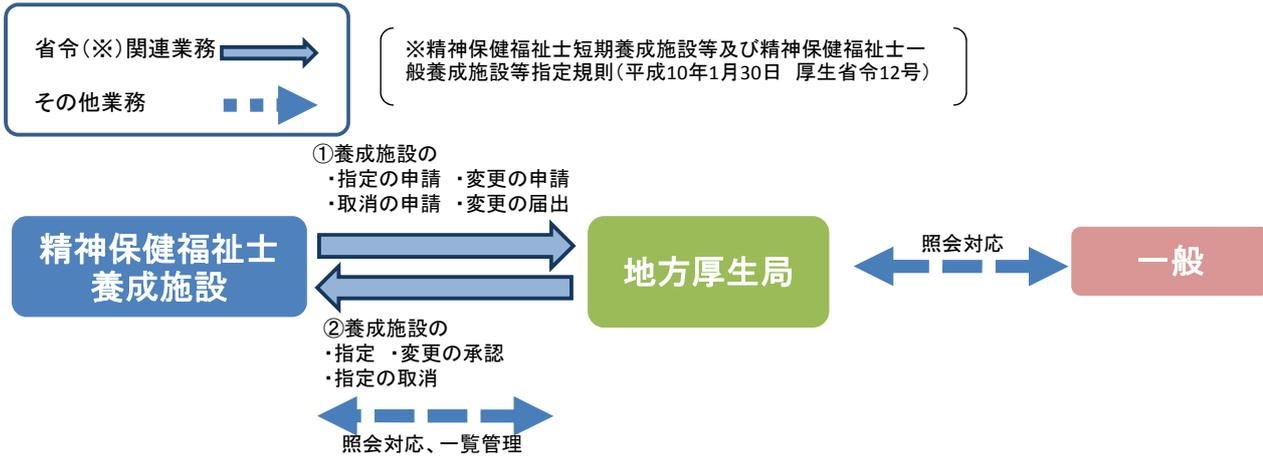 省令(※)関連業務
その他業務
※精神保健福祉士短期養成施設等及び精神保健福祉士一
般養成施設等指定規則(平成10年1月30日 厚生省令12号)
①養成施設の
・指定の申請 ・変更の申請
・取消の申請 ・変更の届出
精神保健福祉士
養成施設
地方厚生局
照会対応
一般
②養成施設の
・指定 ・変更の承認
・指定の取消
照会対応、一覧管理